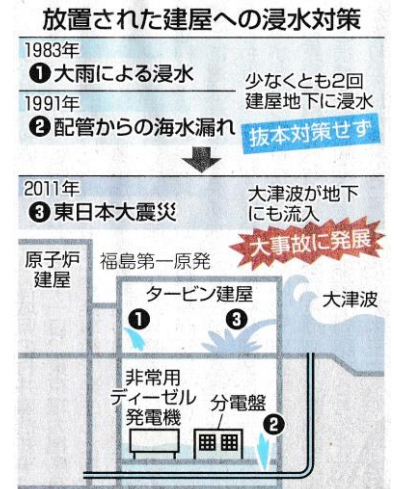 放置された建屋への浸水対策
1983年
❶大雨による浸水
1991年
❷配管からの海水漏れ
少なくとも2回
建屋地下に浸水
抜本対策せず
2011年
❸東日本大震災
大津波が地下
にも流入
大事故に発展
原子炉
建屋
福島第一原発
タービン建屋
大津波
❶
❸
非常用
ディーゼル
発電機
分電盤
❷